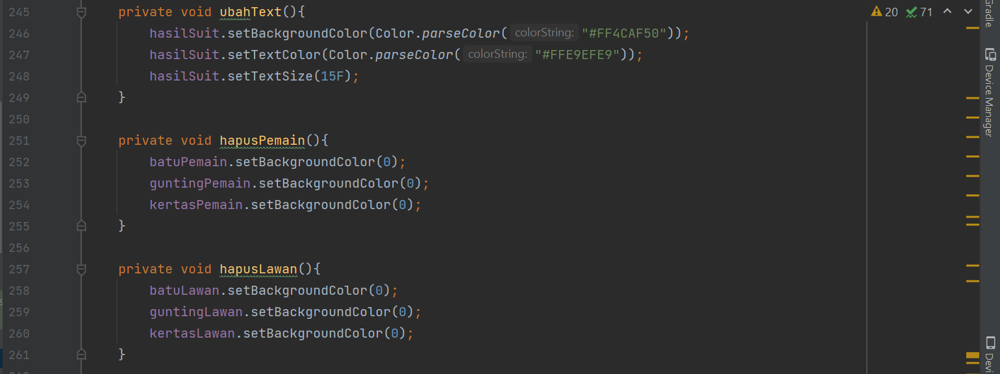 245 private void ubahText(){
246 hasilSuit.setBackgroundColor(Color.parseColor( colorString: "#FF4CAF50"));
247 hasilSuit.setTextColor(Color.parseColor( colorString: "#FFE9EFE9"));
248 hasilSuit.setTextSize(15F);
249 }
250
251 private void hapusPemain(){
252 batuPemain.setBackgroundColor(0);
253 guntingPemain.setBackgroundColor(0);
254 kertasPemain.setBackgroundColor(0);
255 }
256
257 private void hapusLawan(){
258 batuLawan.setBackgroundColor(0);
259 guntingLawan.setBackgroundColor(0);
260 kertasLawan.setBackgroundColor(0);
261 }
20 71
Gradle
Device Manager